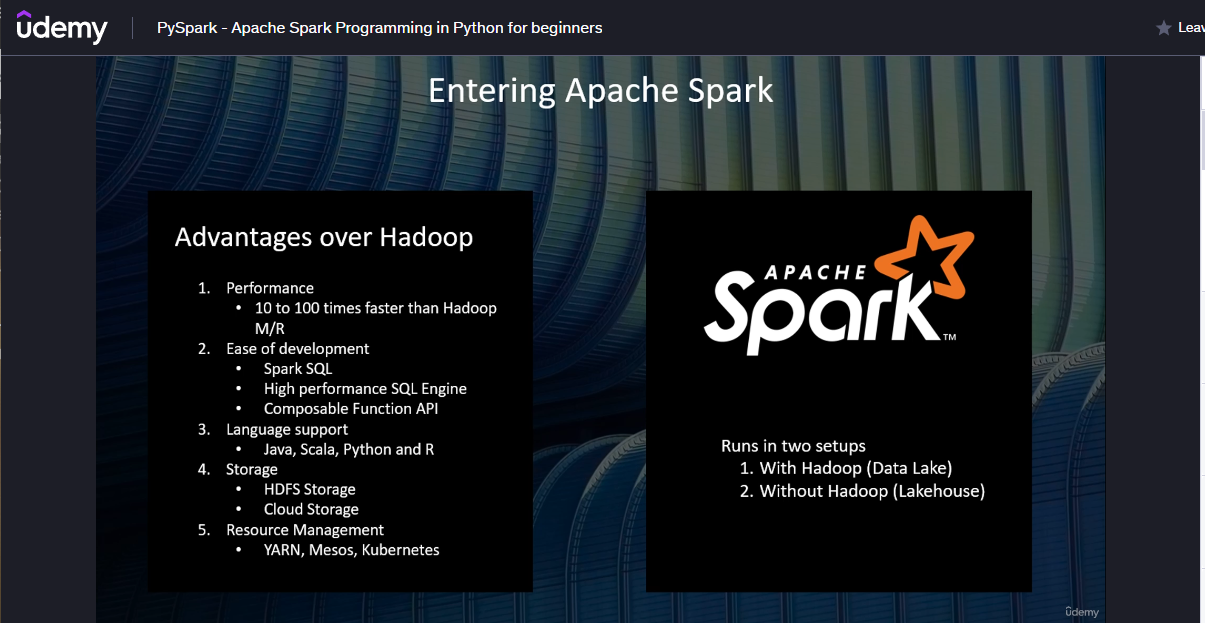 ûdemy
PySpark - Apache Spark Programming in Python for beginners
Leav
Entering Apache Spark
Advantages over Hadoop
1. Performance
• 10 to 100 times faster than Hadoop
M/R
2. Ease of development
• Spark SQL
• High performance SQL Engine
• Composable Function API
3. Language support
• Java, Scala, Python and R
4. Storage
• HDFS Storage
• Cloud Storage
5. Resource Management
• YARN, Mesos, Kubernetes
APACHE
Spark™
Runs in two setups
1. With Hadoop (Data Lake)
2. Without Hadoop (Lakehouse)
ûdemy